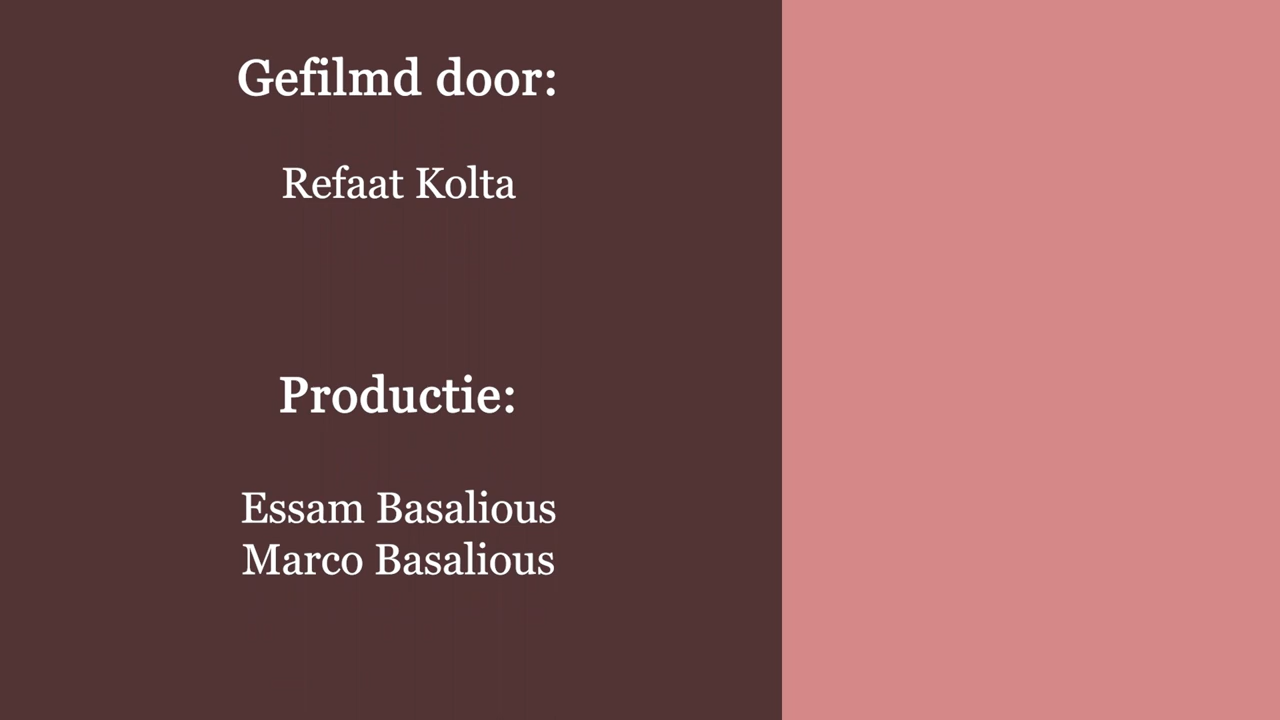 Gefilmd door:
Refaat Kolta
Productie:
Essam Basalious
Marco Basalious